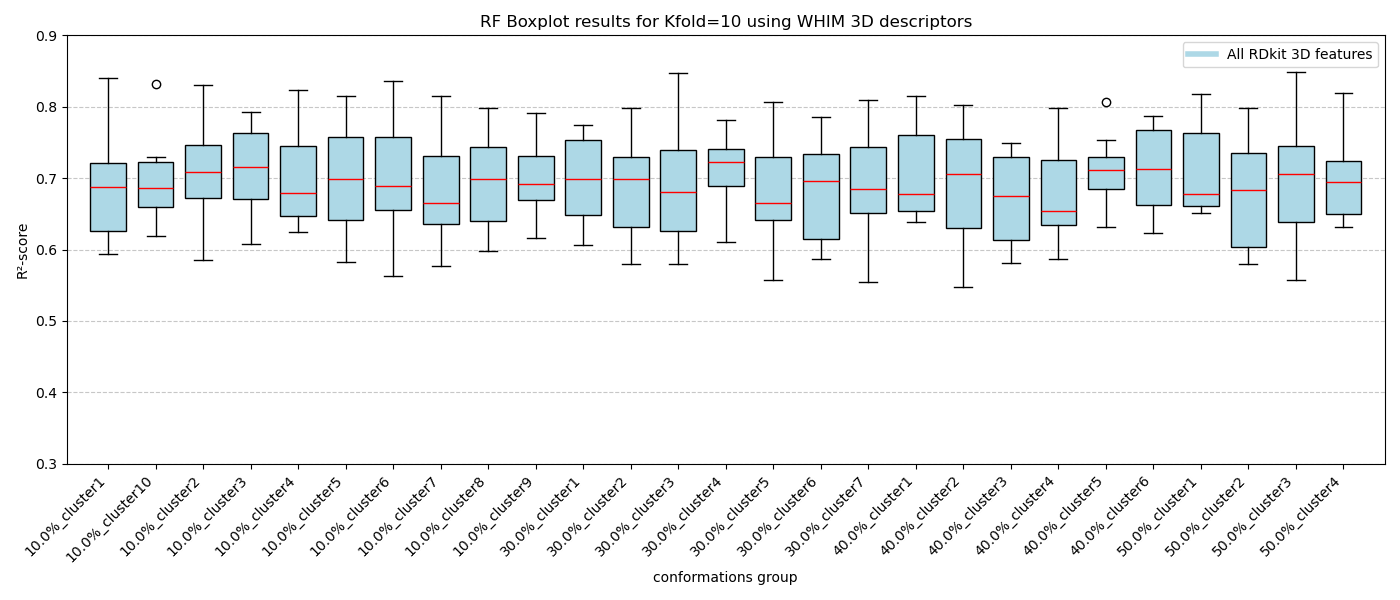 RF Boxplot results for Kfold=10 using WHIM 3D descriptors
All RDkit 3D features
R²-score
0.9
0.8
0.7
0.6
0.5
0.4
0.3
10.0%_cluster1
10.0%_cluster10
10.0%_cluster2
10.0%_cluster3
10.0%_cluster4
10.0%_cluster5
10.0%_cluster6
10.0%_cluster7
10.0%_cluster8
10.0%_cluster9
30.0%_cluster1
30.0%_cluster2
30.0%_cluster3
30.0%_cluster4
30.0%_cluster5
30.0%_cluster6
30.0%_cluster7
40.0%_cluster1
40.0%_cluster2
40.0%_cluster3
40.0%_cluster4
40.0%_cluster5
40.0%_cluster6
50.0%_cluster1
50.0%_cluster2
50.0%_cluster3
50.0%_cluster4
conformations group